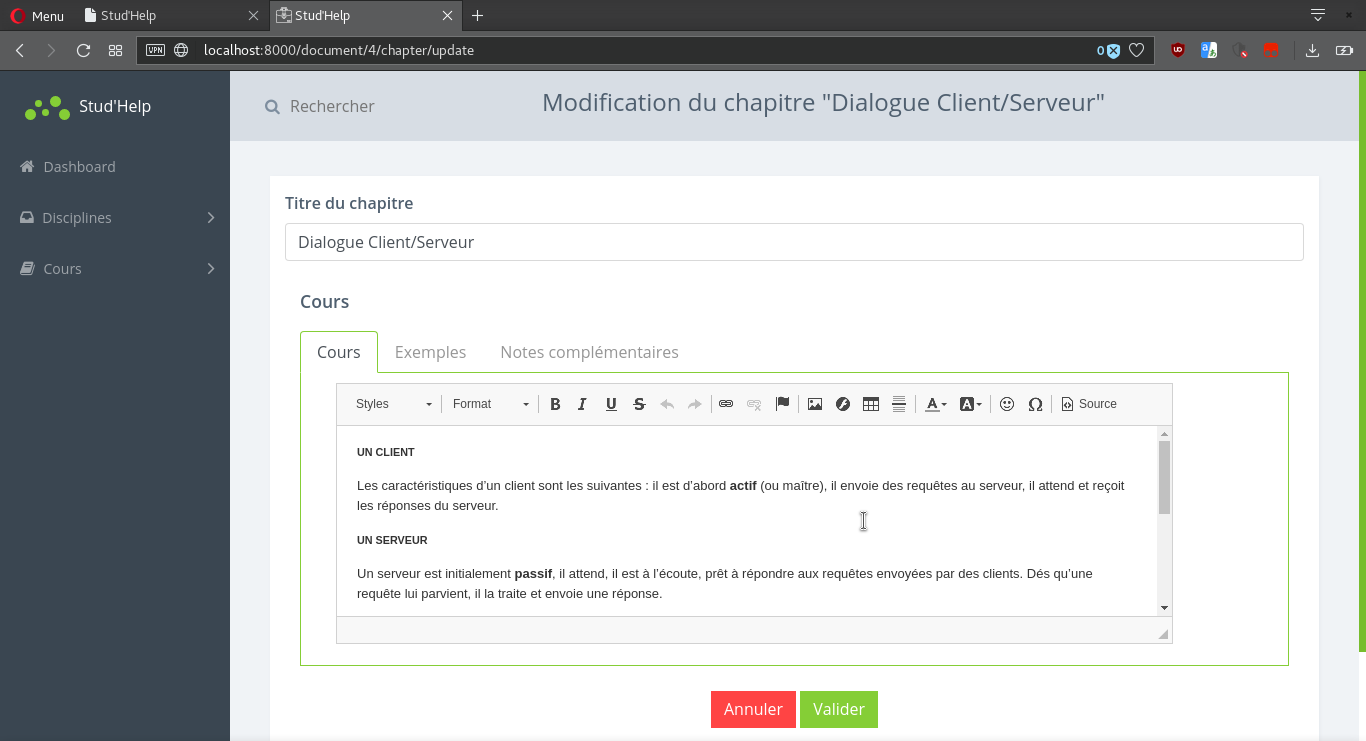 Menu Stud'Help Stud'Help
VPN localhost:8000/document/4/chapter/update 0
Stud'Help
Rechercher
Modification du chapitre "Dialogue Client/Serveur"
Dashboard
Disciplines
Cours
Titre du chapitre
Dialogue Client/Serveur
Cours
Cours Exemples Notes complémentaires
Styles Format B I U S A A Ω Source
UN CLIENT
Les caractéristiques d’un client sont les suivantes : il est d’abord actif (ou maître), il envoie des requêtes au serveur, il attend et reçoit
les réponses du serveur.
UN SERVEUR
Un serveur est initialement passif, il attend, il est à l’écoute, prêt à répondre aux requêtes envoyées par des clients. Dés qu’une
requête lui parvient, il la traite et envoie une réponse.
Annuler Valider